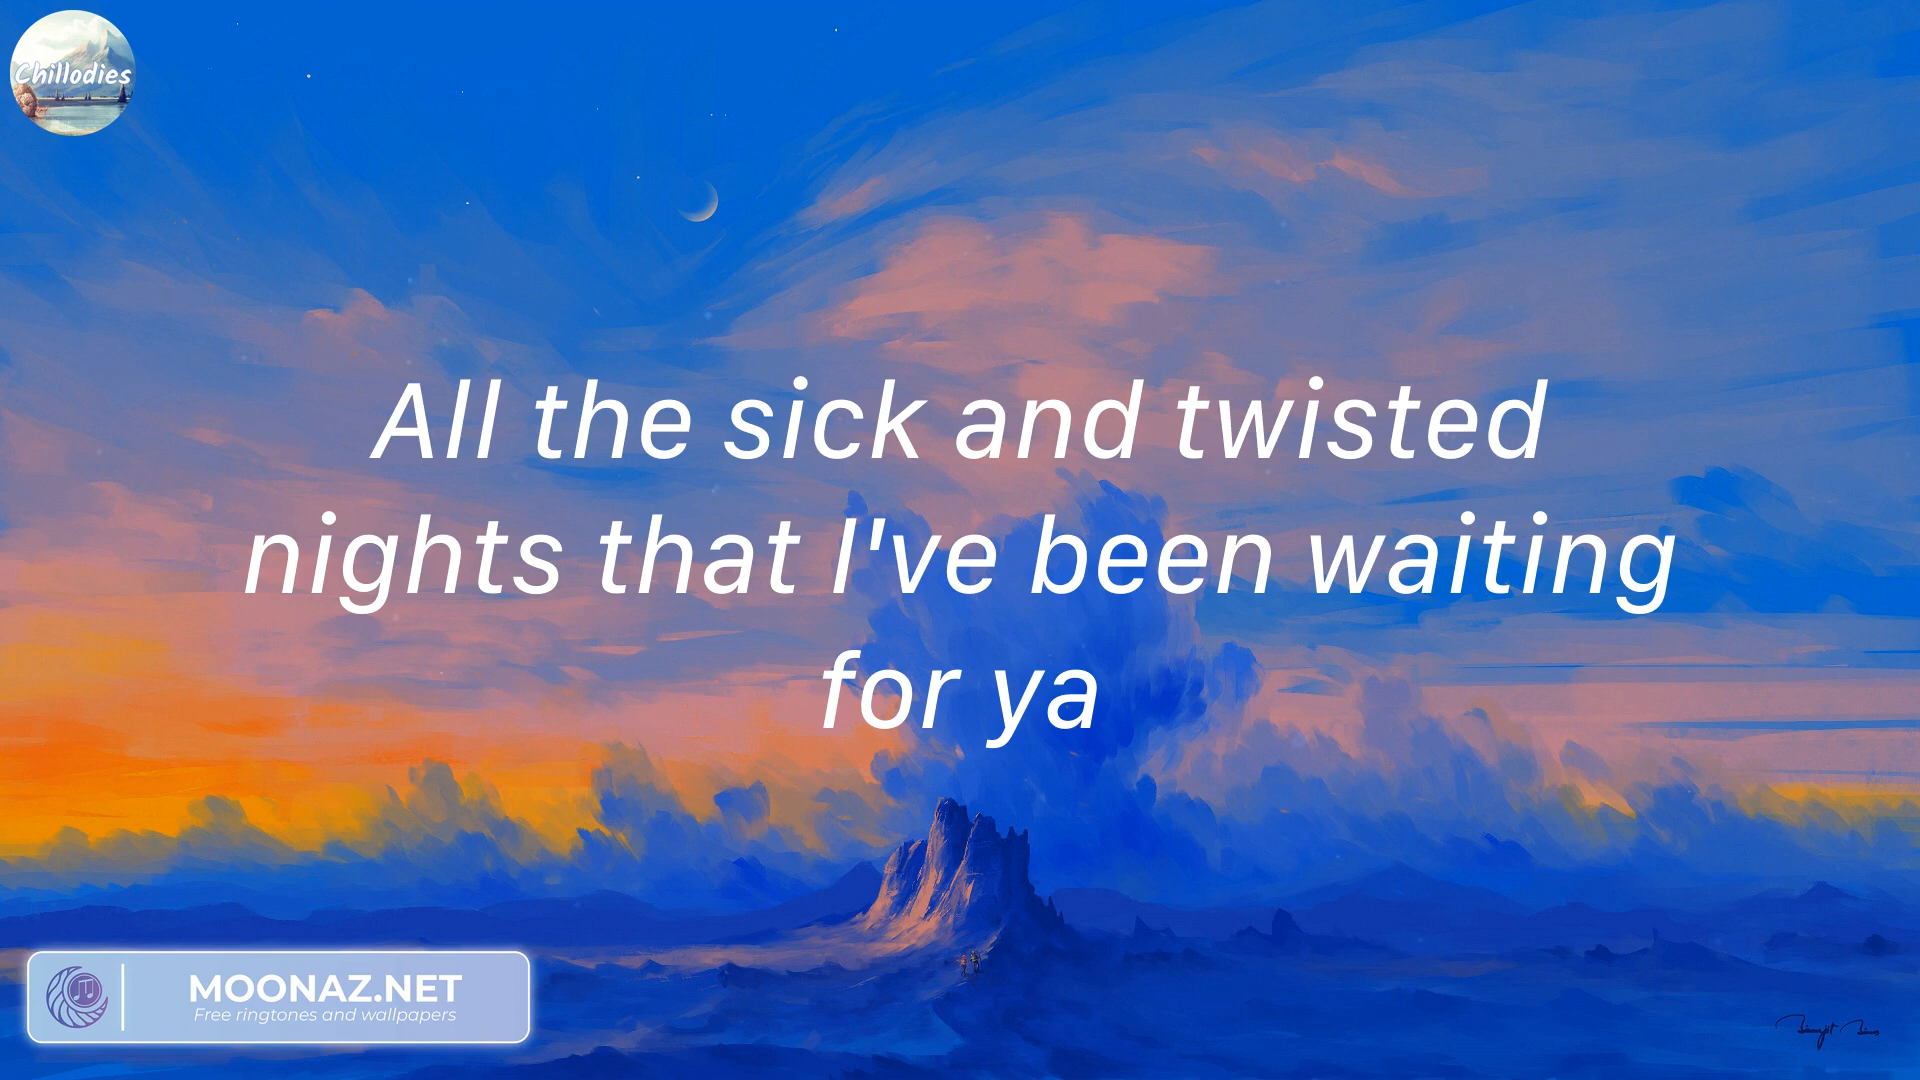 Chillodies
All the sick and twisted
nights that I've been waiting
for ya
MOONAZ.NET
Free ringtones and wallpapers